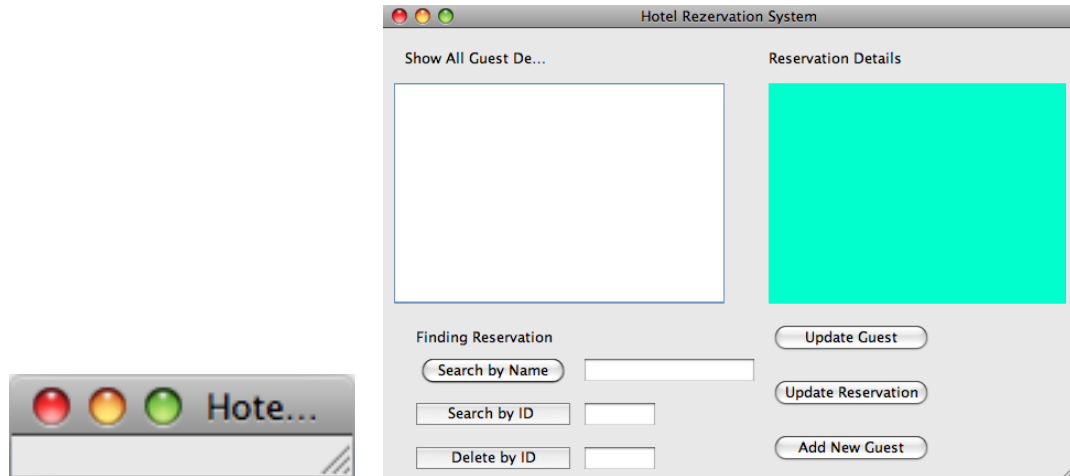 Hote...
Hotel Rezervation System
Show All Guest De...
Reservation Details
Finding Reservation
Search by Name
Search by ID
Delete by ID
Update Guest
Update Reservation
Add New Guest